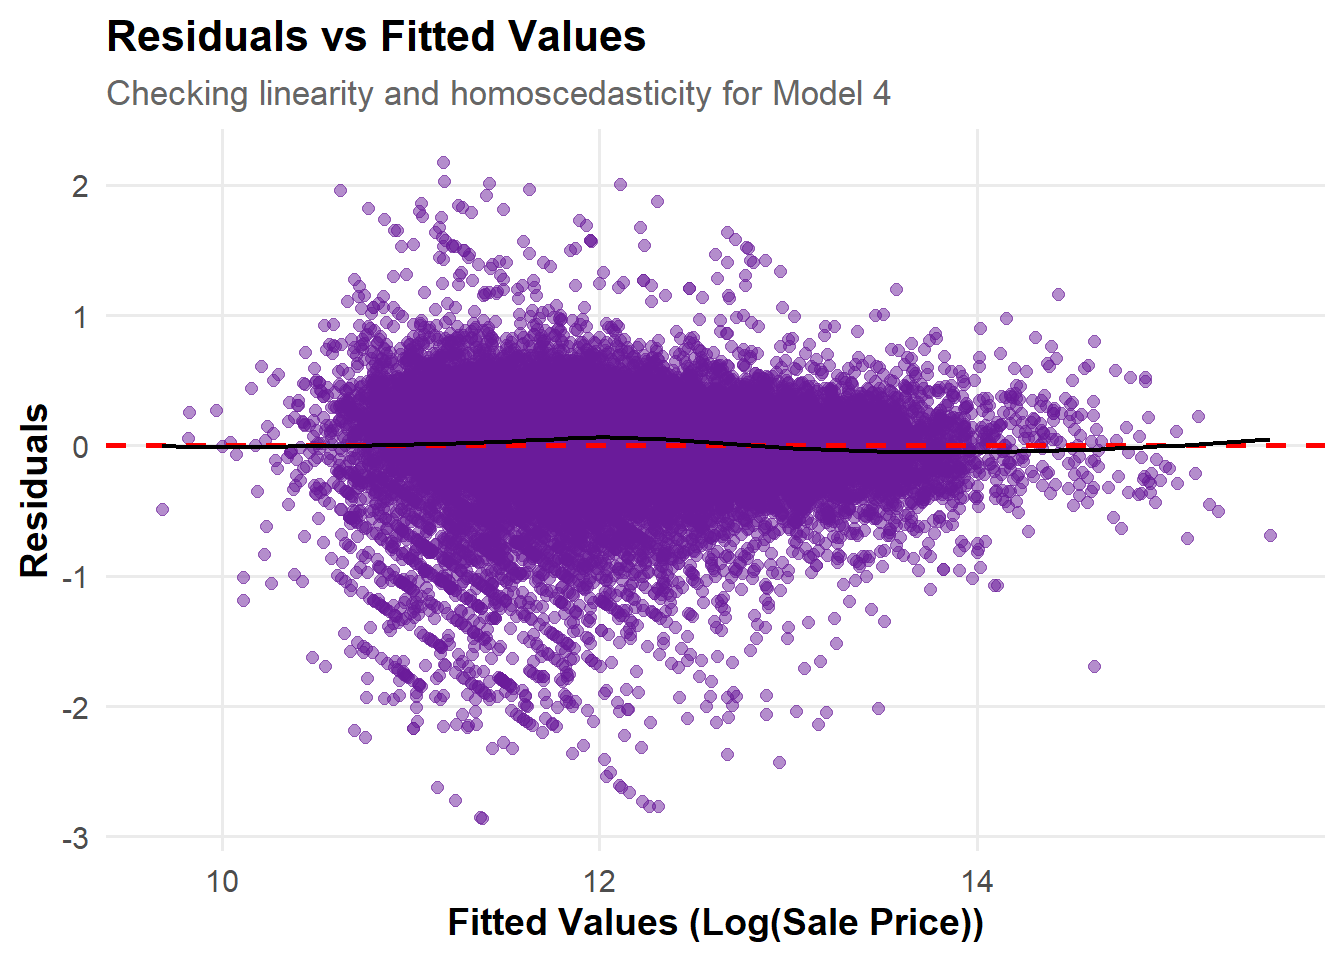 Residuals vs Fitted Values
Checking linearity and homoscedasticity for Model 4
2
1
0
-1
-2
-3
Residuals
10 12 14
Fitted Values (Log(Sale Price))